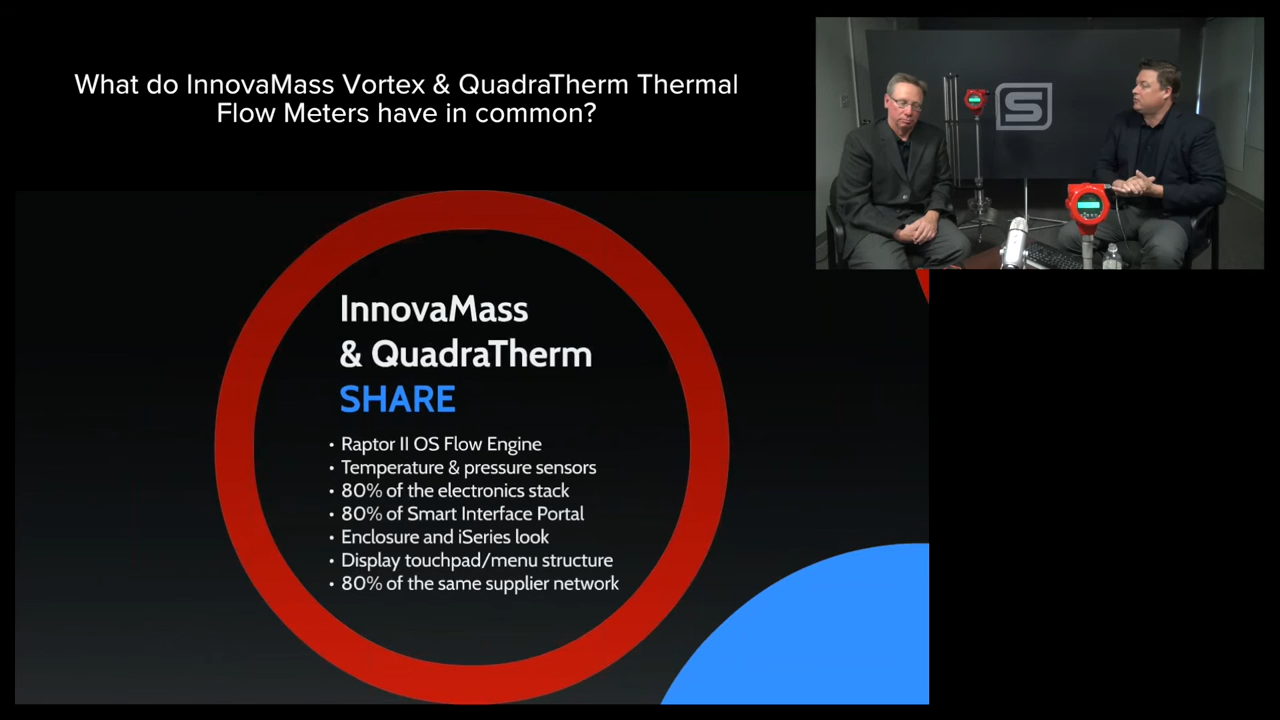 What do InnovaMass Vortex & QuadraTherm Thermal
Flow Meters have in common?
S
InnovaMass
& QuadraTherm
SHARE
• Raptor II OS Flow Engine
• Temperature & pressure sensors
• 80% of the electronics stack
• 80% of Smart Interface Portal
• Enclosure and iSeries look
• Display touchpad/menu structure
• 80% of the same supplier network